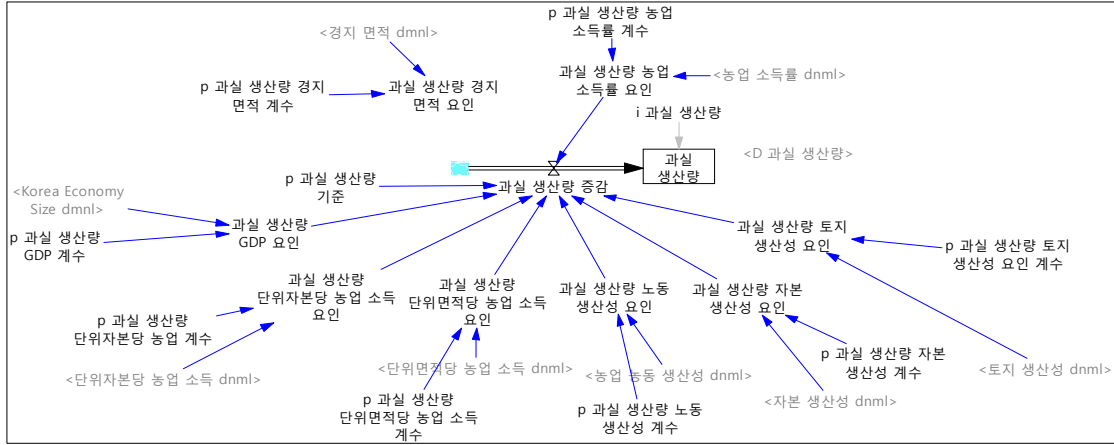 p 과실 생산량 농업
소득률 계수
<경지 면적 dmnl>
과실 생산량 농업
소득률 요인
<농업 소득률 dnml>
p 과실 생산량 경지
면적 계수
과실 생산량 경지
면적 요인
i 과실 생산량
<D 과실 생산량>
과실
생산량
p 과실 생산량
기준
과실 생산량 증감
<Korea Economy
Size dmnl>
과실 생산량
GDP 요인
p 과실 생산량
GDP 계수
과실 생산량 토지
생산성 요인
p 과실 생산량 토지
생산성 요인 계수
과실 생산량
단위자본당 농업 소득
요인
과실 생산량
단위면적당 농업 소득
요인
과실 생산량 노동
생산성 요인
과실 생산량 자본
생산성 요인
p 과실 생산량
단위자본당 농업 계수
<단위자본당 농업 소득 dnml>
<단위면적당 농업 소득 dnml>
<농업 농동 생산성 dnml>
p 과실 생산량 자본
생산성 계수
<토지 생산성 dnml>
p 과실 생산량
단위면적당 농업 소득
계수
p 과실 생산량 노동
생산성 계수
<자본 생산성 dnml>